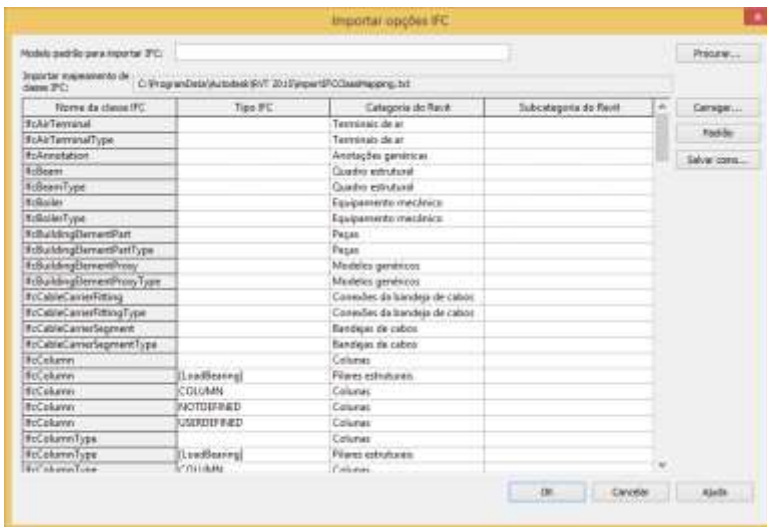 Importar opções IFC
Modelo padrão para importar IFC:
Procurar...
Importar mapeamento de classe IFC:
C:\ProgramData\Autodesk\RVT 2015\importIFCClassMapping.txt
Nome da classe IFC Tipo IFC Categoria do Revit Subcategoria do Revit
Carregar...
Padrão
Salvar como...
IfcAirTerminal Terminais de ar
IfcAirTerminalType Terminais de ar
IfcAnnotation Anotações genéricas
IfcBeam Quadro estrutural
IfcBeamType Quadro estrutural
IfcBoiler Equipamento mecânico
IfcBoilerType Equipamento mecânico
IfcBuildingElementPart Peças
IfcBuildingElementPartType Peças
IfcBuildingElementProxy Modelos genéricos
IfcBuildingElementProxyType Modelos genéricos
IfcCableCarrierFitting Conexões da bandeja de cabos
IfcCableCarrierFittingType Conexões da bandeja de cabos
IfcCableCarrierSegment Bandejas de cabos
IfcCableCarrierSegmentType Bandejas de cabos
IfcColumn Colunas
IfcColumn [LoadBearing] Pilares estruturais
IfcColumn COLUMN Colunas
IfcColumn NOTDEFINED Colunas
IfcColumn USERDEFINED Colunas
IfcColumnType Colunas
IfcColumnType [LoadBearing] Pilares estruturais
IfcColumnType COLUMN Colunas
OK Cancelar Ajuda